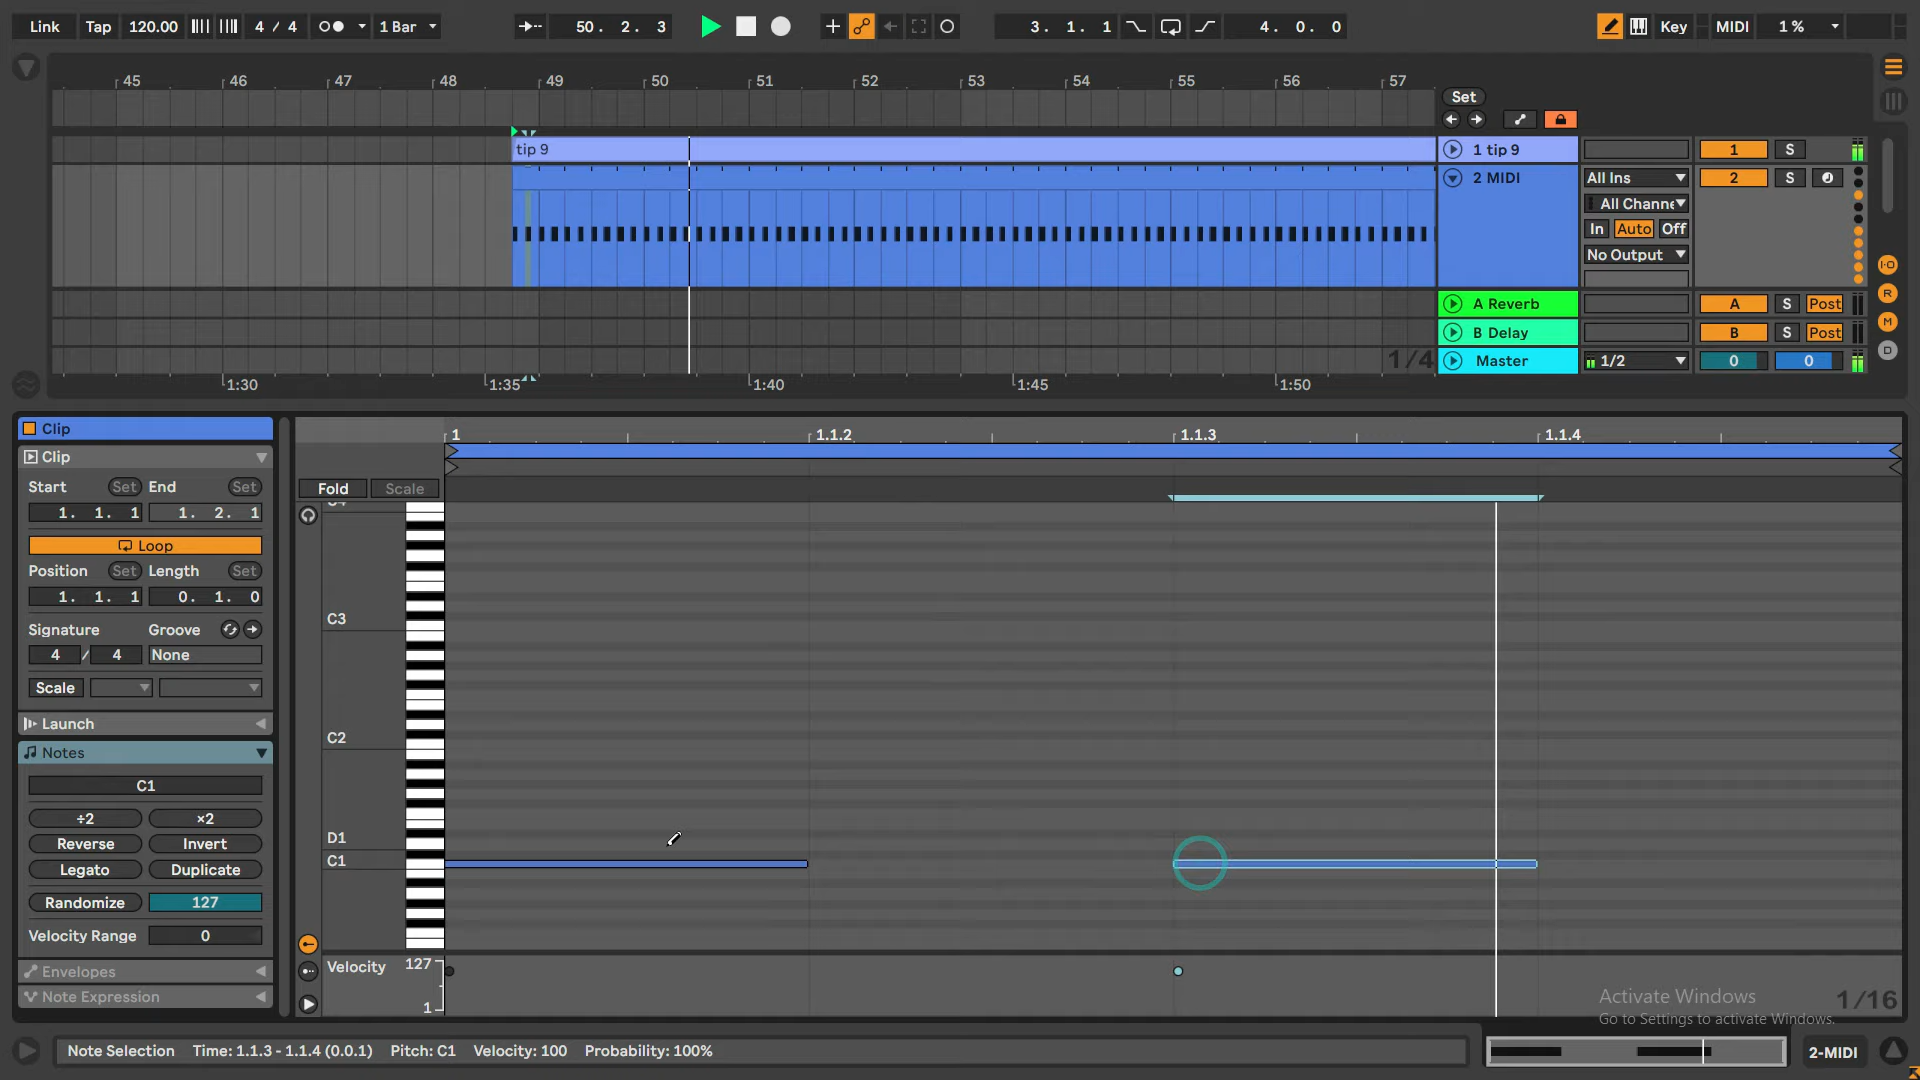 Link Tap 120.00 4 / 4 1 Bar 50. 2. 3 3. 1. 1 4. 0. 0 Key MIDI 1 %
45 46 47 48 49 50 51 52 53 54 55 56 57
Set
tip 9 1 tip 9 1 S
2 MIDI All Ins 2 S
All Channe
In Auto Off
No Output
A Reverb A S Post
B Delay B S Post
1/4 Master 1/2 0 0
1:30 1:35 1:40 1:45 1:50
I·O
R
M
D
Clip
Clip
Start Set End Set
1. 1. 1 1. 2. 1
Loop
Position Set Length Set
1. 1. 1 0. 1. 0
Signature Groove
4 / 4 None
Scale
Launch
Notes
C1
÷2 ×2
Reverse Invert
Legato Duplicate
Randomize 127
Velocity Range 0
Envelopes
Note Expression
1 1.1.2 1.1.3 1.1.4
Fold Scale
C3
C2
D1
C1
Velocity 127
1
Activate Windows
Go to Settings to activate Windows.
1/16
Note Selection Time: 1.1.3 - 1.1.4 (0.0.1) Pitch: C1 Velocity: 100 Probability: 100%
2-MIDI